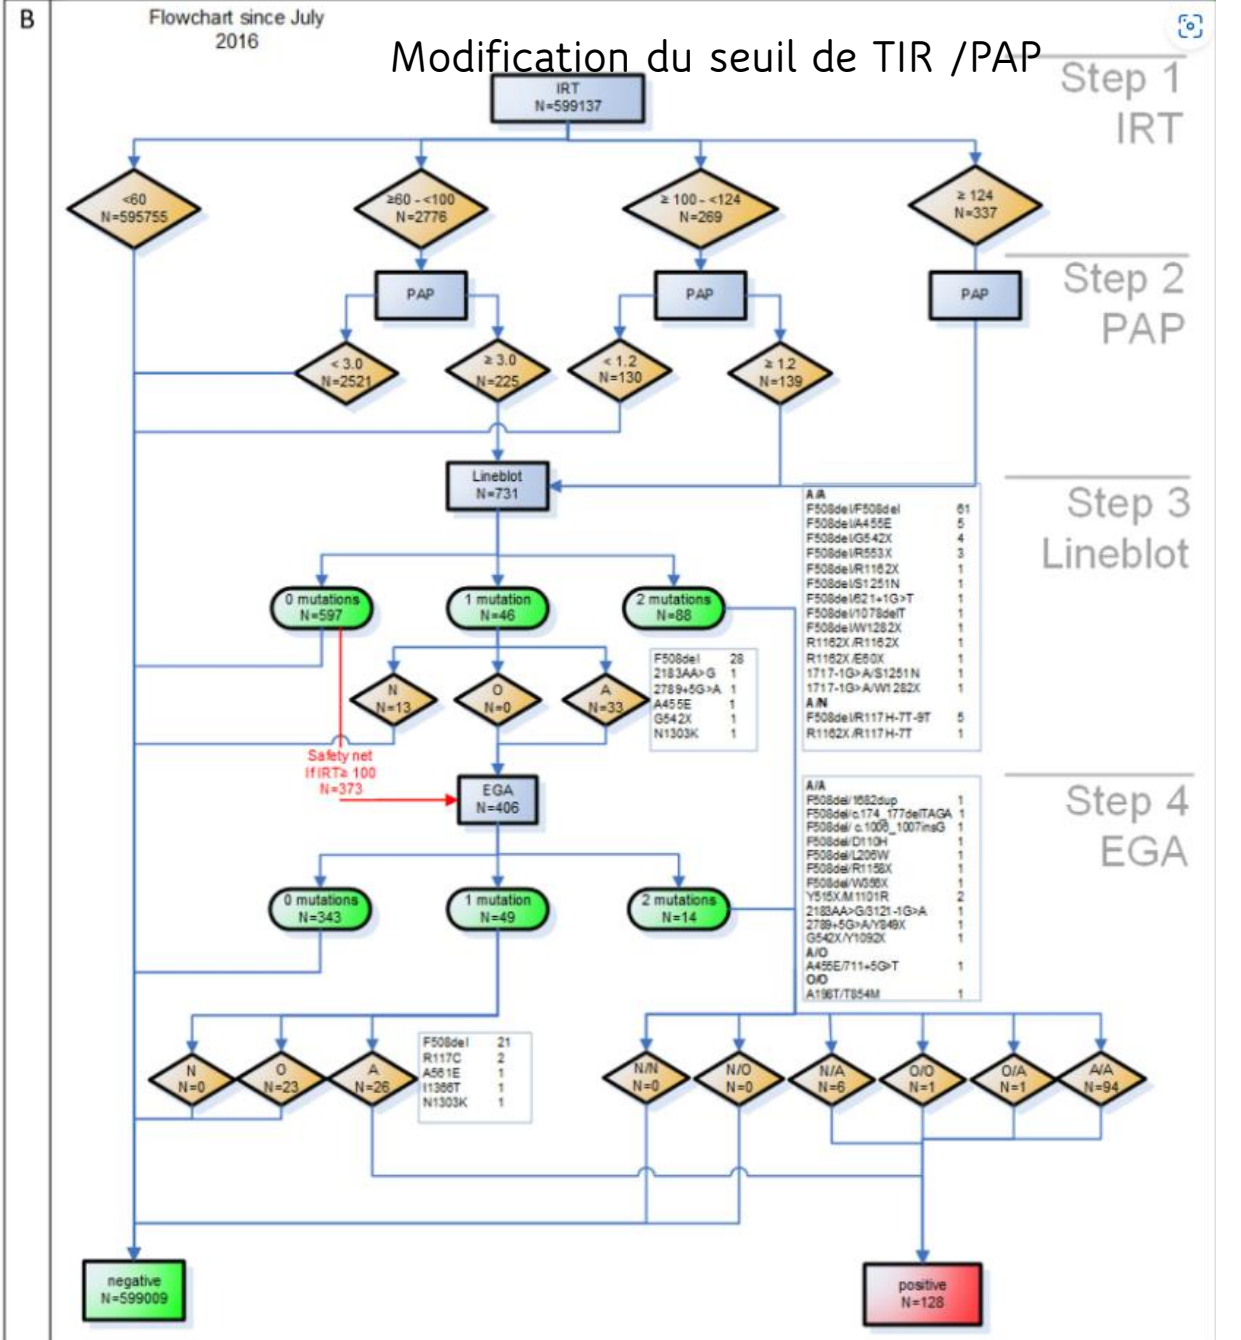 B
Flowchart since July
2016
Modification du seuil de TIR /PAP
Step 1
IRT
IRT
N=599137
<60
N=595755
≥60 - <100
N=2776
≥ 100 - <124
N=269
≥ 124
N=337
Step 2
PAP
PAP
PAP
PAP
< 3.0
N=2521
≥ 3.0
N=225
< 1.2
N=130
≥ 1.2
N=139
Step 3
Lineblot
Lineblot
N=731
A/A
F508del/F508del 61
F508del/A455E 5
F508del/G542X 4
F508del/R553X 3
F508del/R1162X 1
F508del/S1251N 1
F508del/621+1G>T 1
F508del/1078delT 1
F508del/W1282X 1
R1162X/R1162X 1
R1162X/E60X 1
1717-1G>A/S1251N 1
1717-1G>A/W1282X 1
A/N
F508del/R117H-7T-9T 5
R1162X/R117H-7T 1
0 mutations
N=597
1 mutation
N=46
2 mutations
N=88
N
N=13
O
N=0
A
N=33
F508del 28
2183AA>G 1
2789+5G>A 1
A455E 1
G542X 1
N1303K 1
Safety net
If IRT≥ 100
N=373
Step 4
EGA
EGA
N=406
A/A
F508del/1682dup 1
F508del/c.174_177delTAGA 1
F508del/ c.1006_1007insG 1
F508del/D110H 1
F508del/L206W 1
F508del/R1158X 1
F508del/W356X 1
Y515X/M1101R 2
2183AA>G/3121-1G>A 1
2789+5G>A/Y849X 1
G542X/Y1092X 1
A/O
A455E/711+5G>T 1
O/O
A198T/T854M 1
0 mutations
N=343
1 mutation
N=49
2 mutations
N=14
N
N=0
O
N=23
A
N=26
F508del 21
R117C 2
A561E 1
I1366T 1
N1303K 1
N/N
N=0
N/O
N=0
N/A
N=6
O/O
N=1
O/A
N=1
A/A
N=94
negative
N=599009
positive
N=128